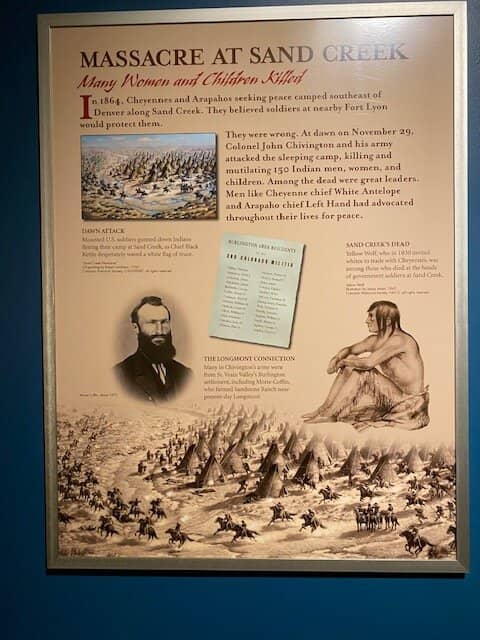 MASSACRE AT SAND CREEK
Many Women and Children Killed
In 1864, Cheyennes and Arapahos seeking peace camped southeast of
Denver along Sand Creek. They believed soldiers at nearby Fort Lyon
would protect them.
They were wrong. At dawn on November 29,
Colonel John Chivington and his army
attacked the sleeping camp, killing and
mutilating 150 Indian men, women, and
children. Among the dead were great leaders.
Men like Cheyenne chief White Antelope
and Arapaho chief Left Hand had advocated
throughout their lives for peace.
DAWN ATTACK
Mounted U.S. soldiers gunned down Indians
fleeing their camp at Sand Creek, as Chief Black
Kettle desperately waved a white flag of truce.
BURLINGTON AREA RESIDENTS
3RD COLORADO MILITIA
SAND CREEK'S DEAD
Yellow Wolf, who in 1830 invited
whites to trade with Cheyennes, was
among those who died at the hands
of government soldiers at Sand Creek.
THE LONGMONT CONNECTION
Many in Chivington's army were
from St. Vrain Valley's Burlington
settlement, including Morse Coffin,
who farmed Sandstone Ranch near
present-day Longmont.